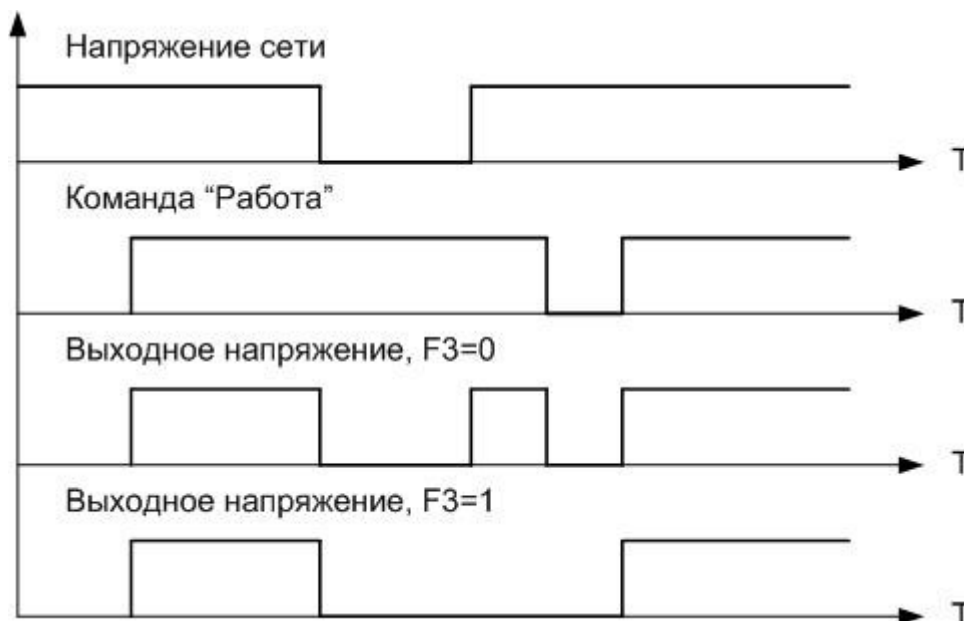 Напряжение сети
T
Команда “Работа”
T
Выходное напряжение, F3=0
T
Выходное напряжение, F3=1
T